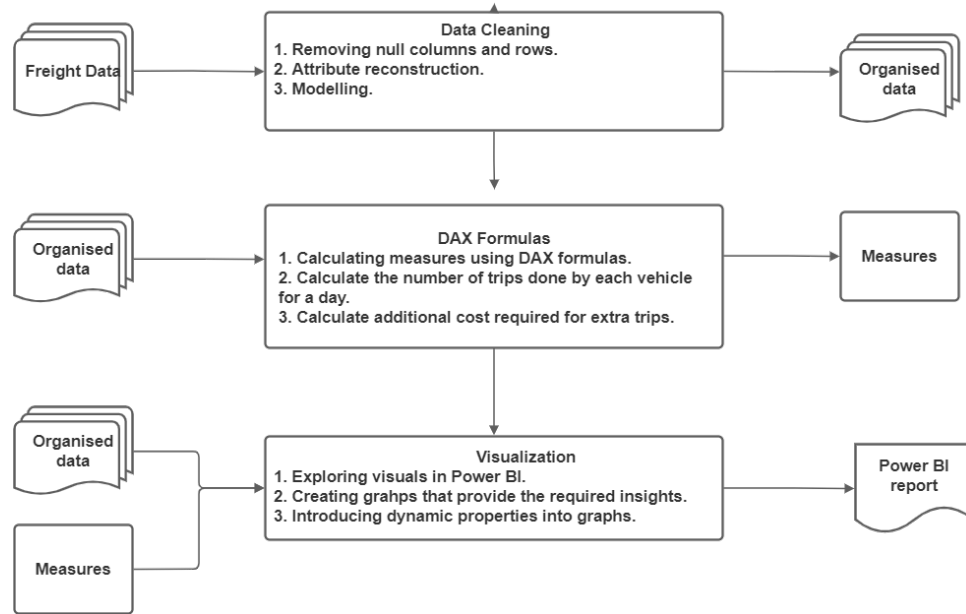 Data Cleaning
Freight Data
1. Removing null columns and rows.
2. Attribute reconstruction.
3. Modelling.
Organised
data
Organised
data
DAX Formulas
1. Calculating measures using DAX formulas.
2. Calculate the number of trips done by each vehicle
for a day.
3. Calculate additional cost required for extra trips.
Measures
Organised
data
Visualization
1. Exploring visuals in Power BI.
2. Creating grahps that provide the required insights.
3. Introducing dynamic properties into graphs.
Power BI
report
Measures